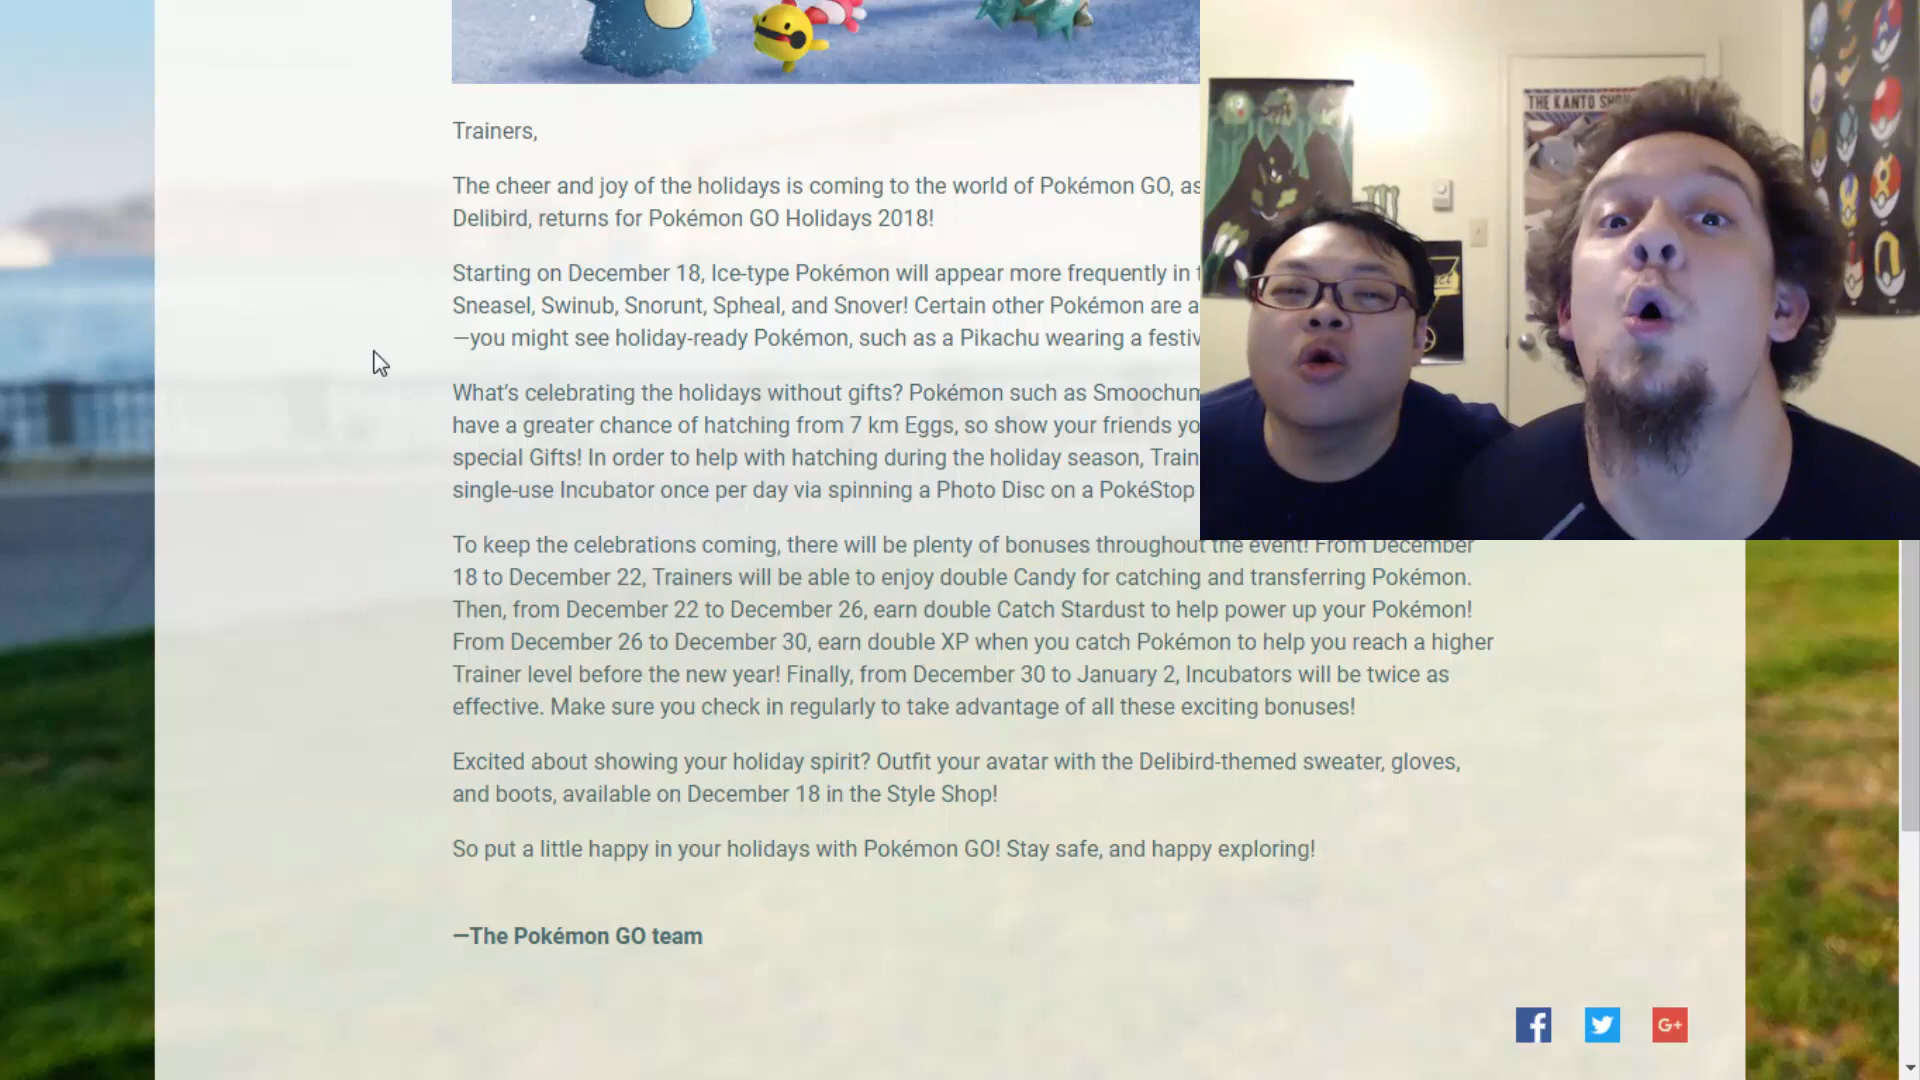 Trainers,
The cheer and joy of the holidays is coming to the world of Pokémon GO, as
Delibird, returns for Pokémon GO Holidays 2018!
Starting on December 18, Ice-type Pokémon will appear more frequently in
Sneasel, Swinub, Snorunt, Spheal, and Snover! Certain other Pokémon are
—you might see holiday-ready Pokémon, such as a Pikachu wearing a
What’s celebrating the holidays without gifts? Pokémon such as Smoochum
have a greater chance of hatching from 7 km Eggs, so show your friends
special Gifts! In order to help with hatching during the holiday season,
single-use Incubator once per day via spinning a Photo Disc on a PokéStop
To keep the celebrations coming, there will be plenty of bonuses throughout the event! From December
18 to December 22, Trainers will be able to enjoy double Candy for catching and transferring Pokémon.
Then, from December 22 to December 26, earn double Catch Stardust to help power up your Pokémon!
From December 26 to December 30, earn double XP when you catch Pokémon to help you reach a higher
Trainer level before the new year! Finally, from December 30 to January 2, Incubators will be twice as
effective. Make sure you check in regularly to take advantage of all these exciting bonuses!
Excited about showing your holiday spirit? Outfit your avatar with the Delibird-themed sweater, gloves,
and boots, available on December 18 in the Style Shop!
So put a little happy in your holidays with Pokémon GO! Stay safe, and happy exploring!
—The Pokémon GO team
THE KANTO
G+